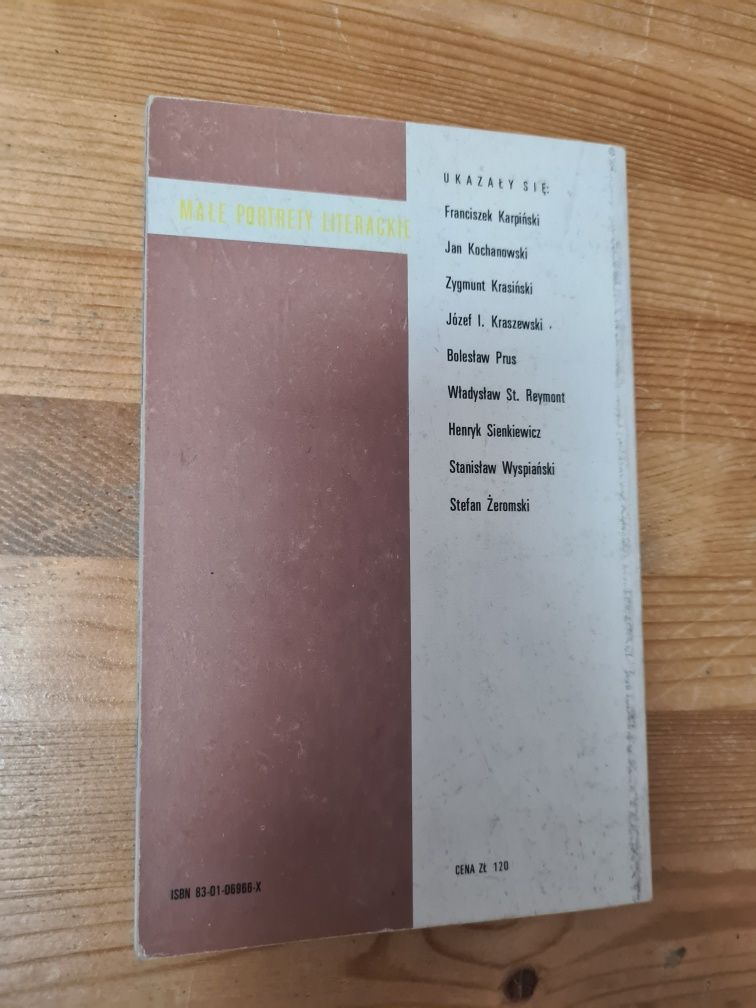 MAŁE PORTRETY LITERACKIE
UKAZAŁY SIĘ:
Franciszek Karpiński
Jan Kochanowski
Zygmunt Krasiński
Józef I. Kraszewski
Bolesław Prus
Władysław St. Reymont
Henryk Sienkiewicz
Stanisław Wyspiański
Stefan Żeromski
CENA ZŁ 120
ISBN 83-01-06966-X